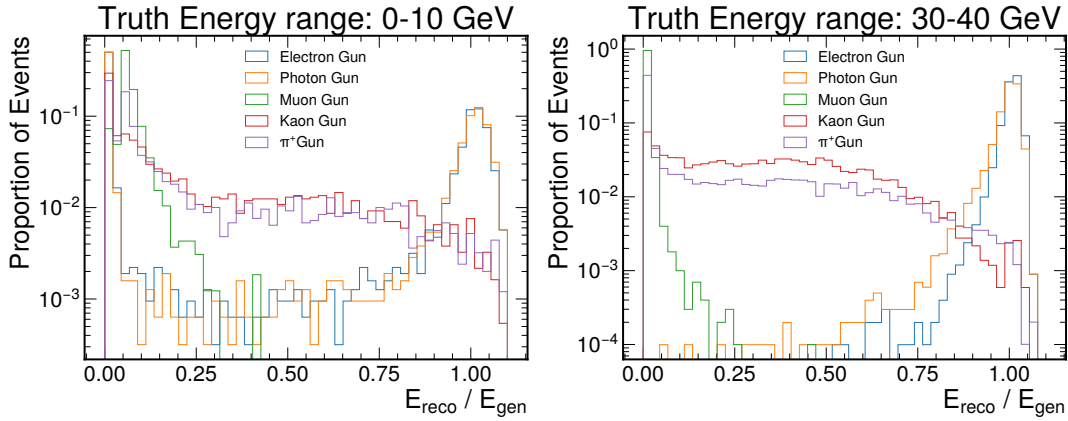 Truth Energy range: 0-10 GeV
Proportion of Events
10⁻¹
10⁻²
10⁻³
Electron Gun
Photon Gun
Muon Gun
Kaon Gun
π⁺Gun
0.00 0.25 0.50 0.75 1.00
E_reco / E_gen
Truth Energy range: 30-40 GeV
Proportion of Events
10⁰
10⁻¹
10⁻²
10⁻³
10⁻⁴
Electron Gun
Photon Gun
Muon Gun
Kaon Gun
π⁺Gun
0.00 0.25 0.50 0.75 1.00
E_reco / E_gen